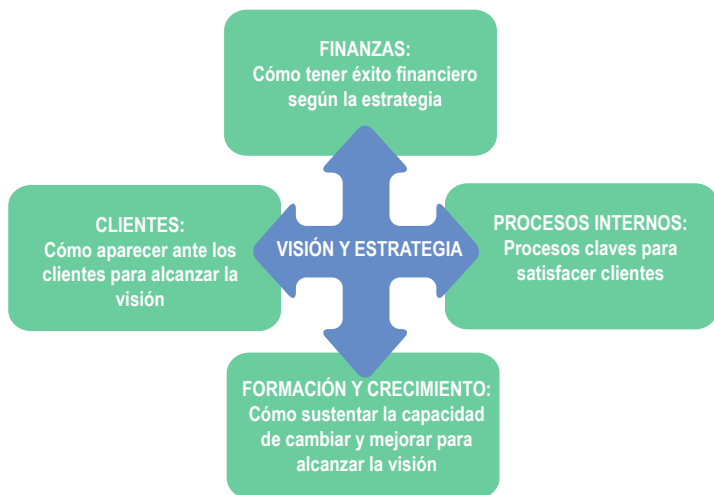 FINANZAS:
Cómo tener éxito financiero
según la estrategia
CLIENTES:
Cómo aparecer ante los
clientes para alcanzar la
visión
VISIÓN Y ESTRATEGIA
PROCESOS INTERNOS:
Procesos claves para
satisfacer clientes
FORMACIÓN Y CRECIMIENTO:
Cómo sustentar la capacidad
de cambiar y mejorar para
alcanzar la visión